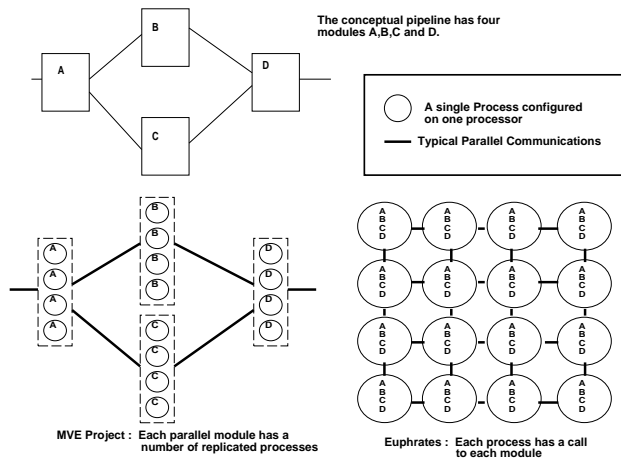 The conceptual pipeline has four
modules A,B,C and D.
A
B
C
D
A single Process configured
on one processor
Typical Parallel Communications
A
A
A
A
B
B
B
B
C
C
C
C
D
D
D
D
MVE Project : Each parallel module has a
number of replicated processes
A A A A
B B B B
C C C C
D D D D
A A A A
B B B B
C C C C
D D D D
A A A A
B B B B
C C C C
D D D D
A A A A
B B B B
C C C C
D D D D
Euphrates : Each process has a call
to each module